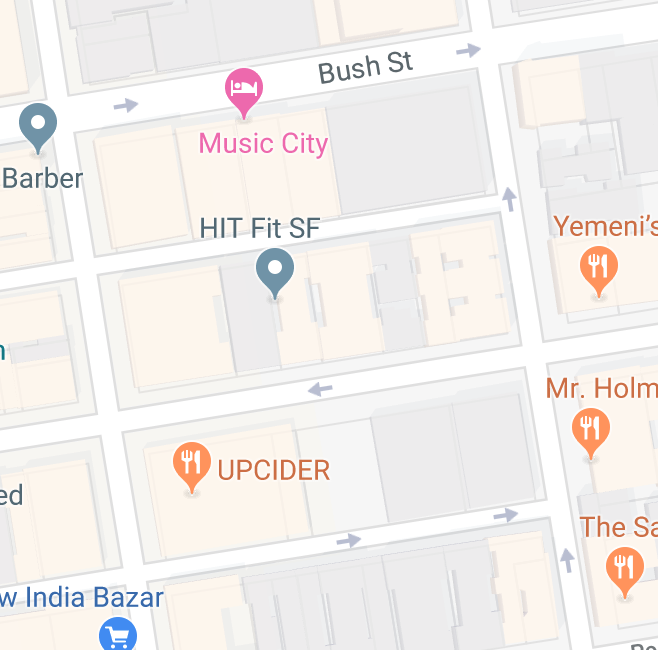 Bush St
Music City
Barber
HIT Fit SF
Yemeni's
Mr. Holm
UPCIDER
ed
The Sa
w India Bazar